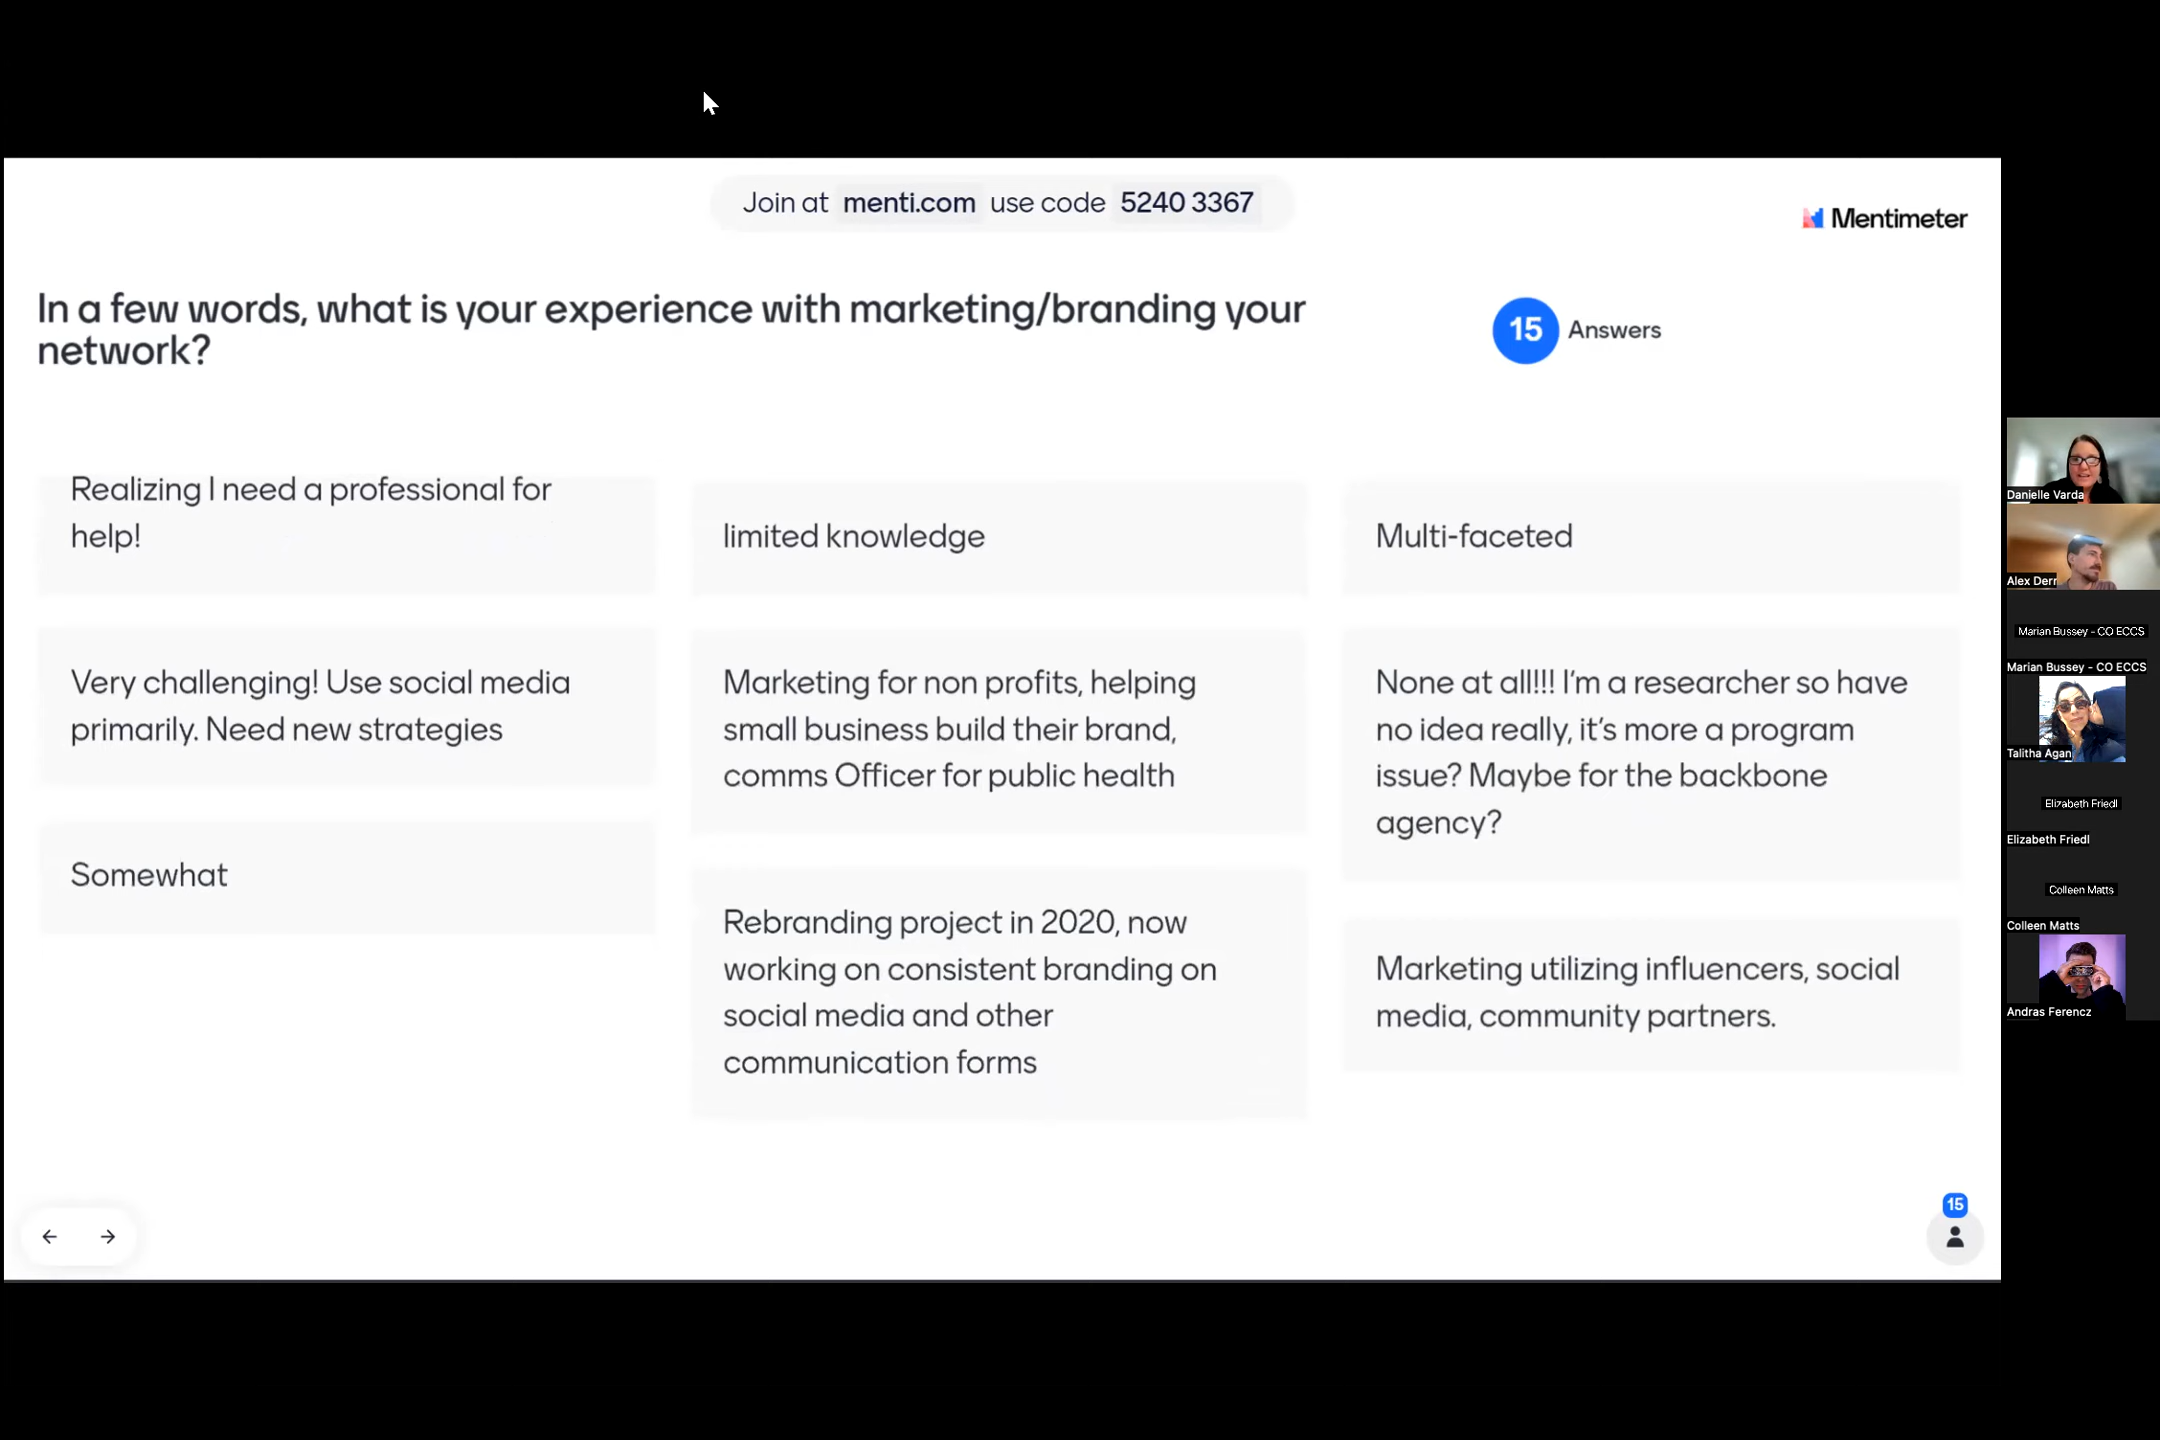 Join at menti.com use code 5240 3367
Mentimeter
In a few words, what is your experience with marketing/branding your
network?
15 Answers
Realizing I need a professional for
help!
Very challenging! Use social media
primarily. Need new strategies
Somewhat
limited knowledge
Marketing for non profits, helping
small business build their brand,
comms Officer for public health
Rebranding project in 2020, now
working on consistent branding on
social media and other
communication forms
Multi-faceted
None at all!!! I'm a researcher so have
no idea really, it's more a program
issue? Maybe for the backbone
agency?
Marketing utilizing influencers, social
media, community partners.
15
Danielle Varda
Alex Derr
Marian Bussey - CO ECCS
Marian Bussey - CO ECCS
Talitha Agan
Elizabeth Friedl
Elizabeth Friedl
Colleen Matts
Colleen Matts
Andras Ferencz